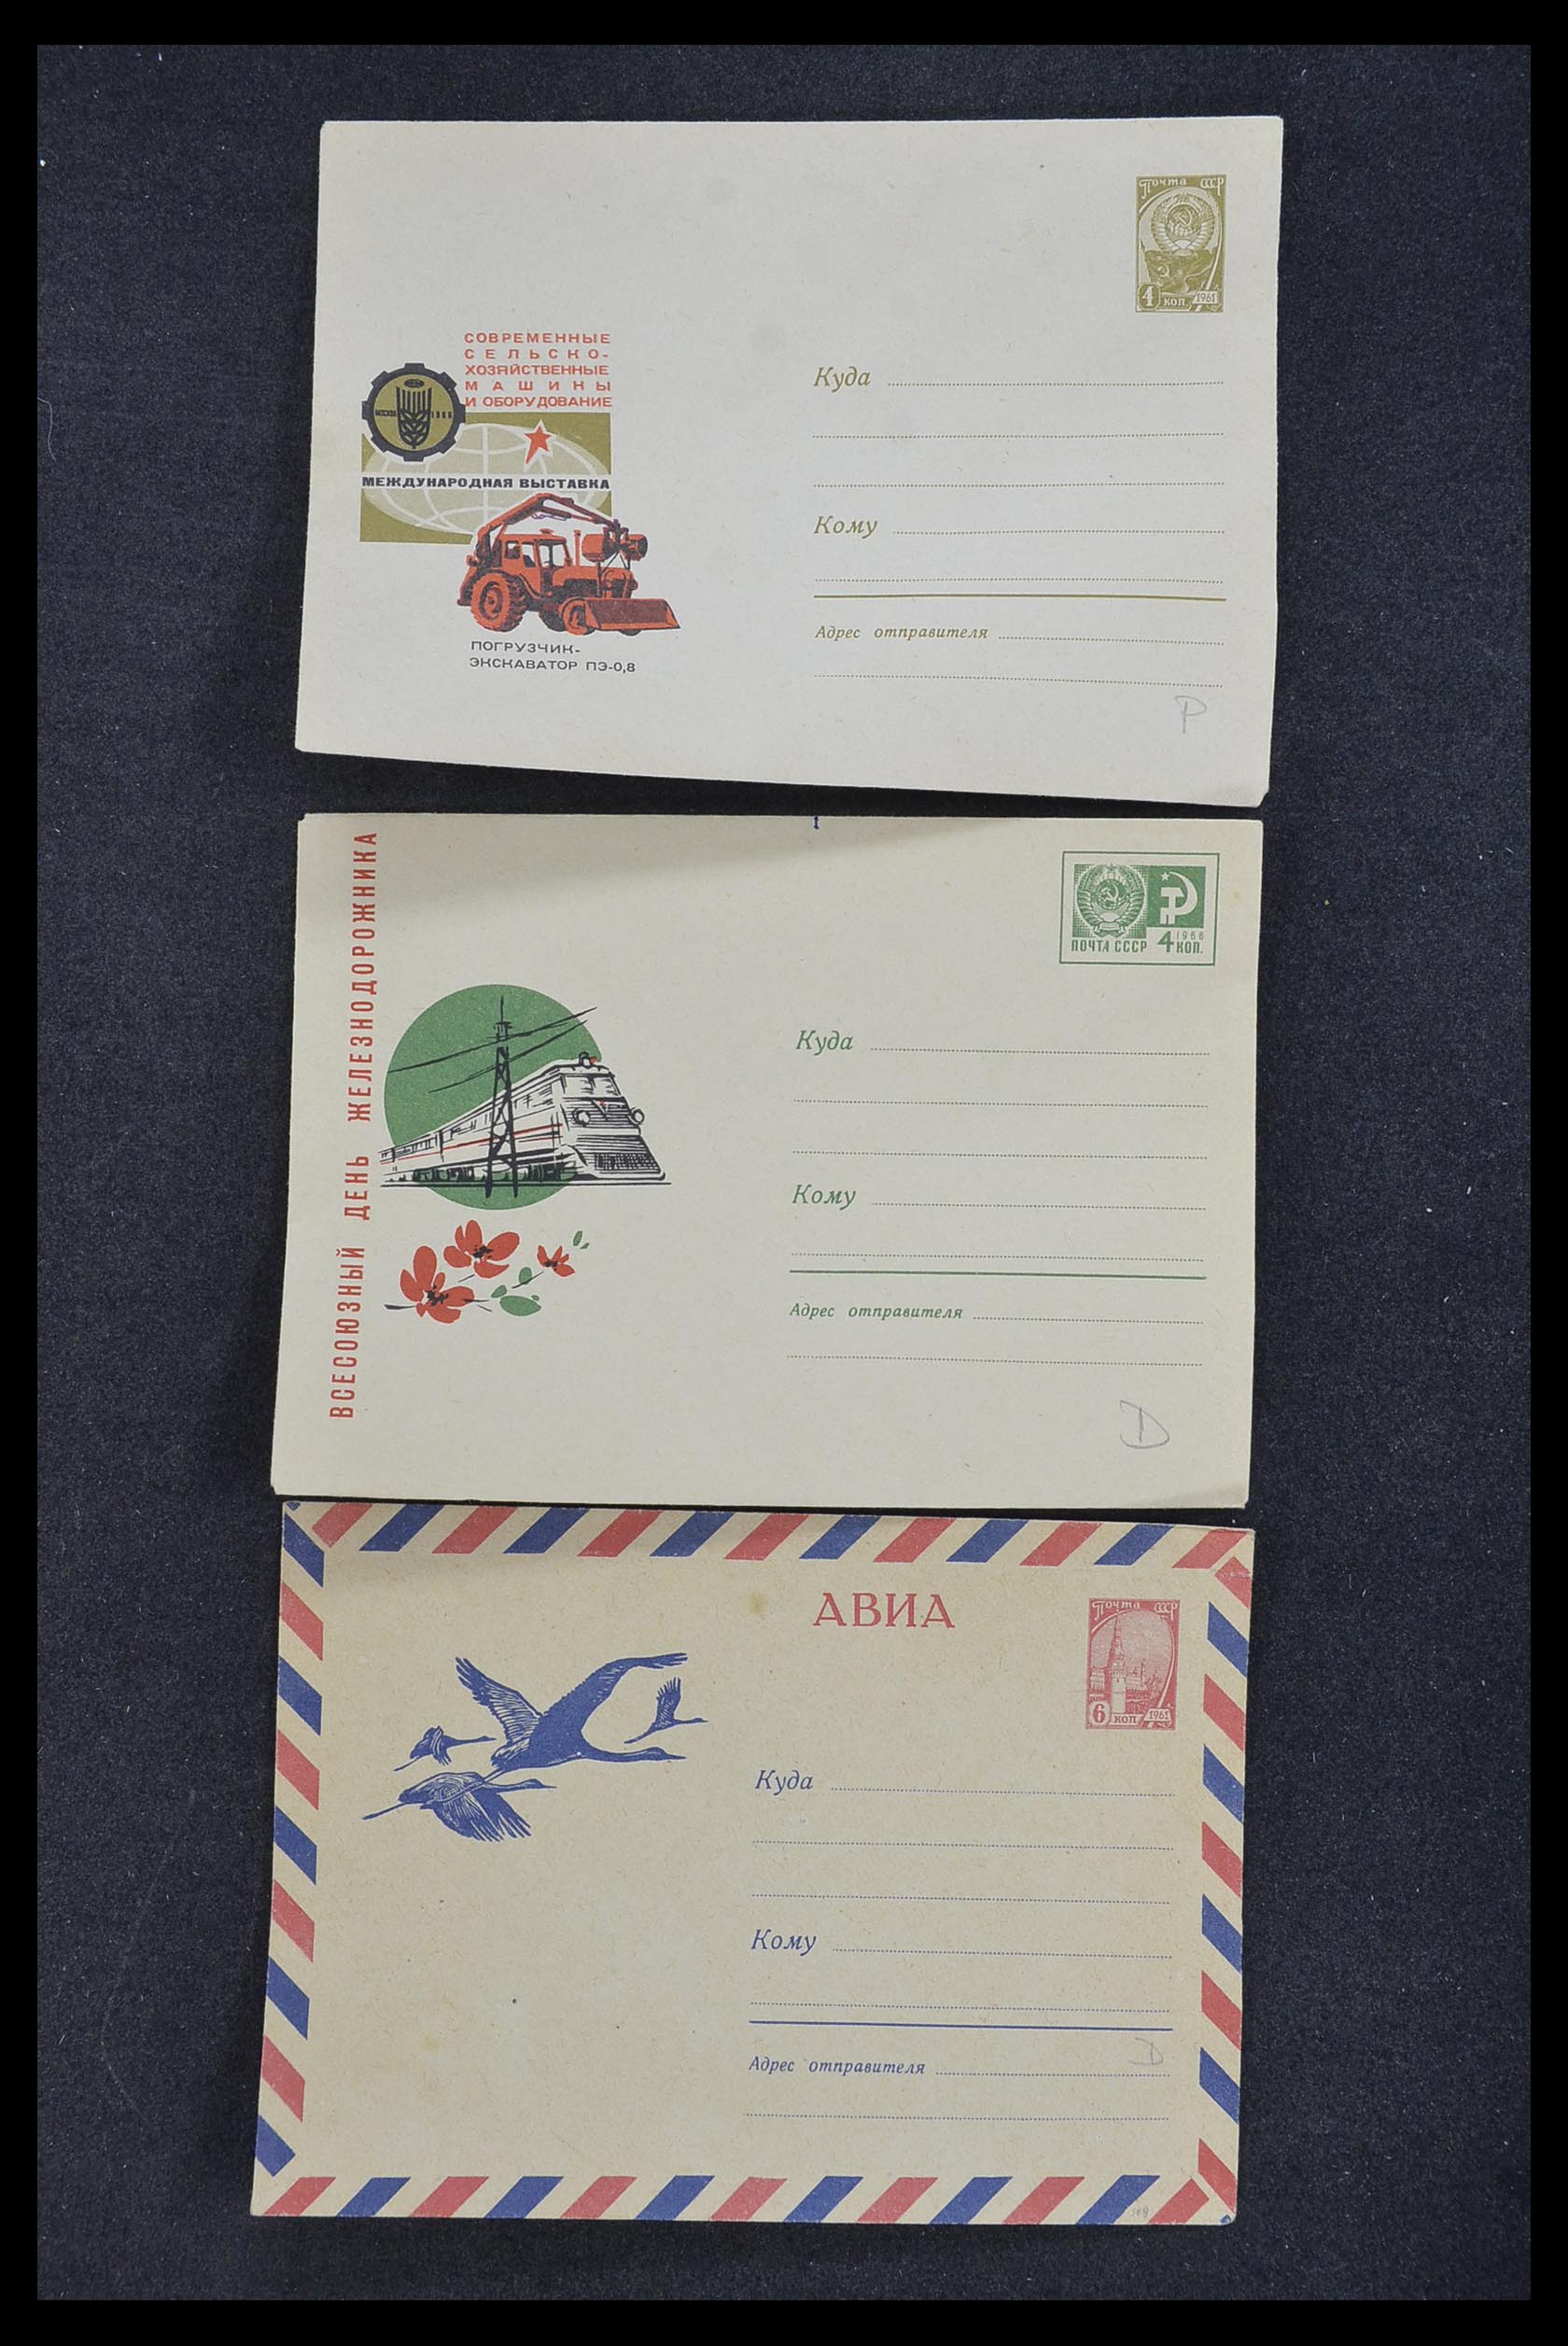 Почта СССР
4 коп. 1961
СОВРЕМЕННЫЕ
СЕЛЬСКО-
ХОЗЯЙСТВЕННЫЕ
МАШИНЫ
И ОБОРУДОВАНИЕ
МОСКВА 1966
МЕЖДУНАРОДНАЯ ВЫСТАВКА
ПОГРУЗЧИК-
ЭКСКАВАТОР ПЭ-0,8
Куда
Кому
Адрес отправителя
P
ВСЕСОЮЗНЫЙ ДЕНЬ ЖЕЛЕЗНОДОРОЖНИКА
1966
ПОЧТА СССР 4 КОП.
Куда
Кому
Адрес отправителя
D
АВИА
Почта СССР
6 коп 1961
Куда
Кому
Адрес отправителя
D